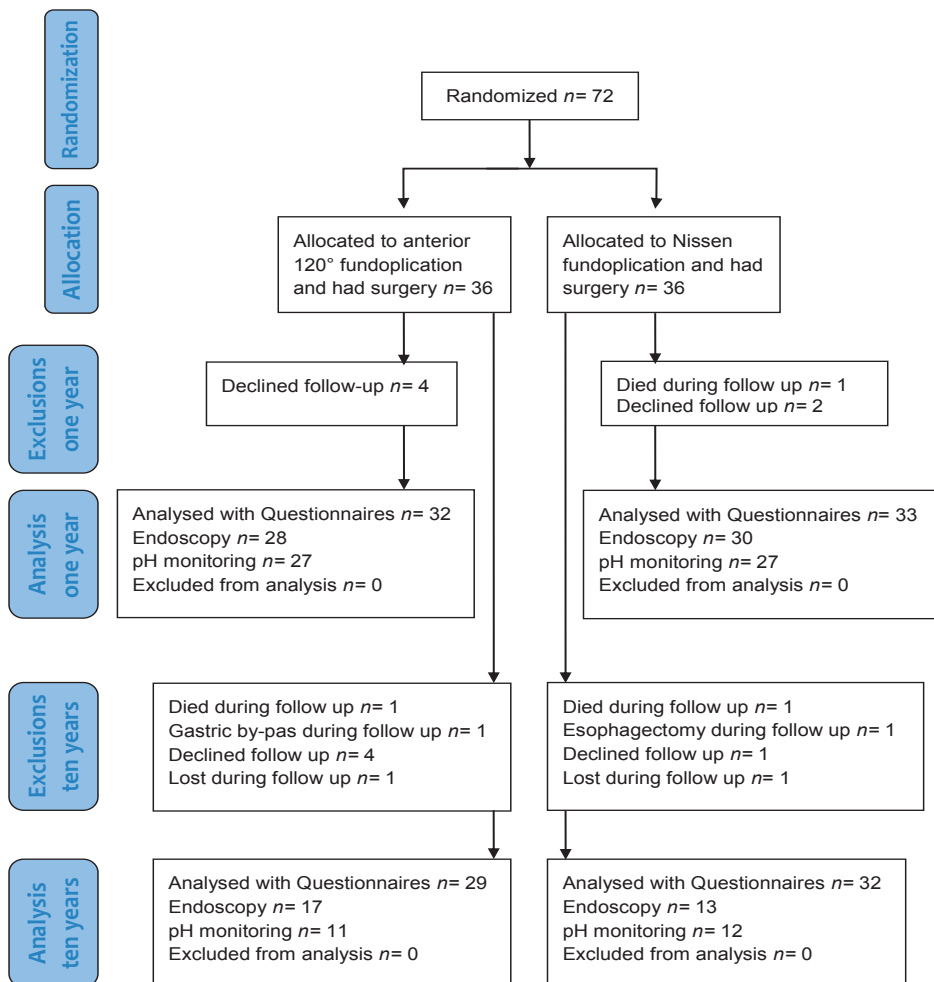 Randomization
Randomized n= 72
Allocation
Allocated to anterior
120° fundoplication
and had surgery n= 36
Allocated to Nissen
fundoplication and had
surgery n= 36
Exclusions
one year
Declined follow-up n= 4
Died during follow up n= 1
Declined follow up n= 2
Analysis
one year
Analysed with Questionnaires n= 32
Endoscopy n= 28
pH monitoring n= 27
Excluded from analysis n= 0
Analysed with Questionnaires n= 33
Endoscopy n= 30
pH monitoring n= 27
Excluded from analysis n= 0
Exclusions
ten years
Died during follow up n= 1
Gastric by-pas during follow up n= 1
Declined follow up n= 4
Lost during follow up n= 1
Died during follow up n= 1
Esophagectomy during follow up n= 1
Declined follow up n= 1
Lost during follow up n= 1
Analysis
ten years
Analysed with Questionnaires n= 29
Endoscopy n= 17
pH monitoring n= 11
Excluded from analysis n= 0
Analysed with Questionnaires n= 32
Endoscopy n= 13
pH monitoring n= 12
Excluded from analysis n= 0